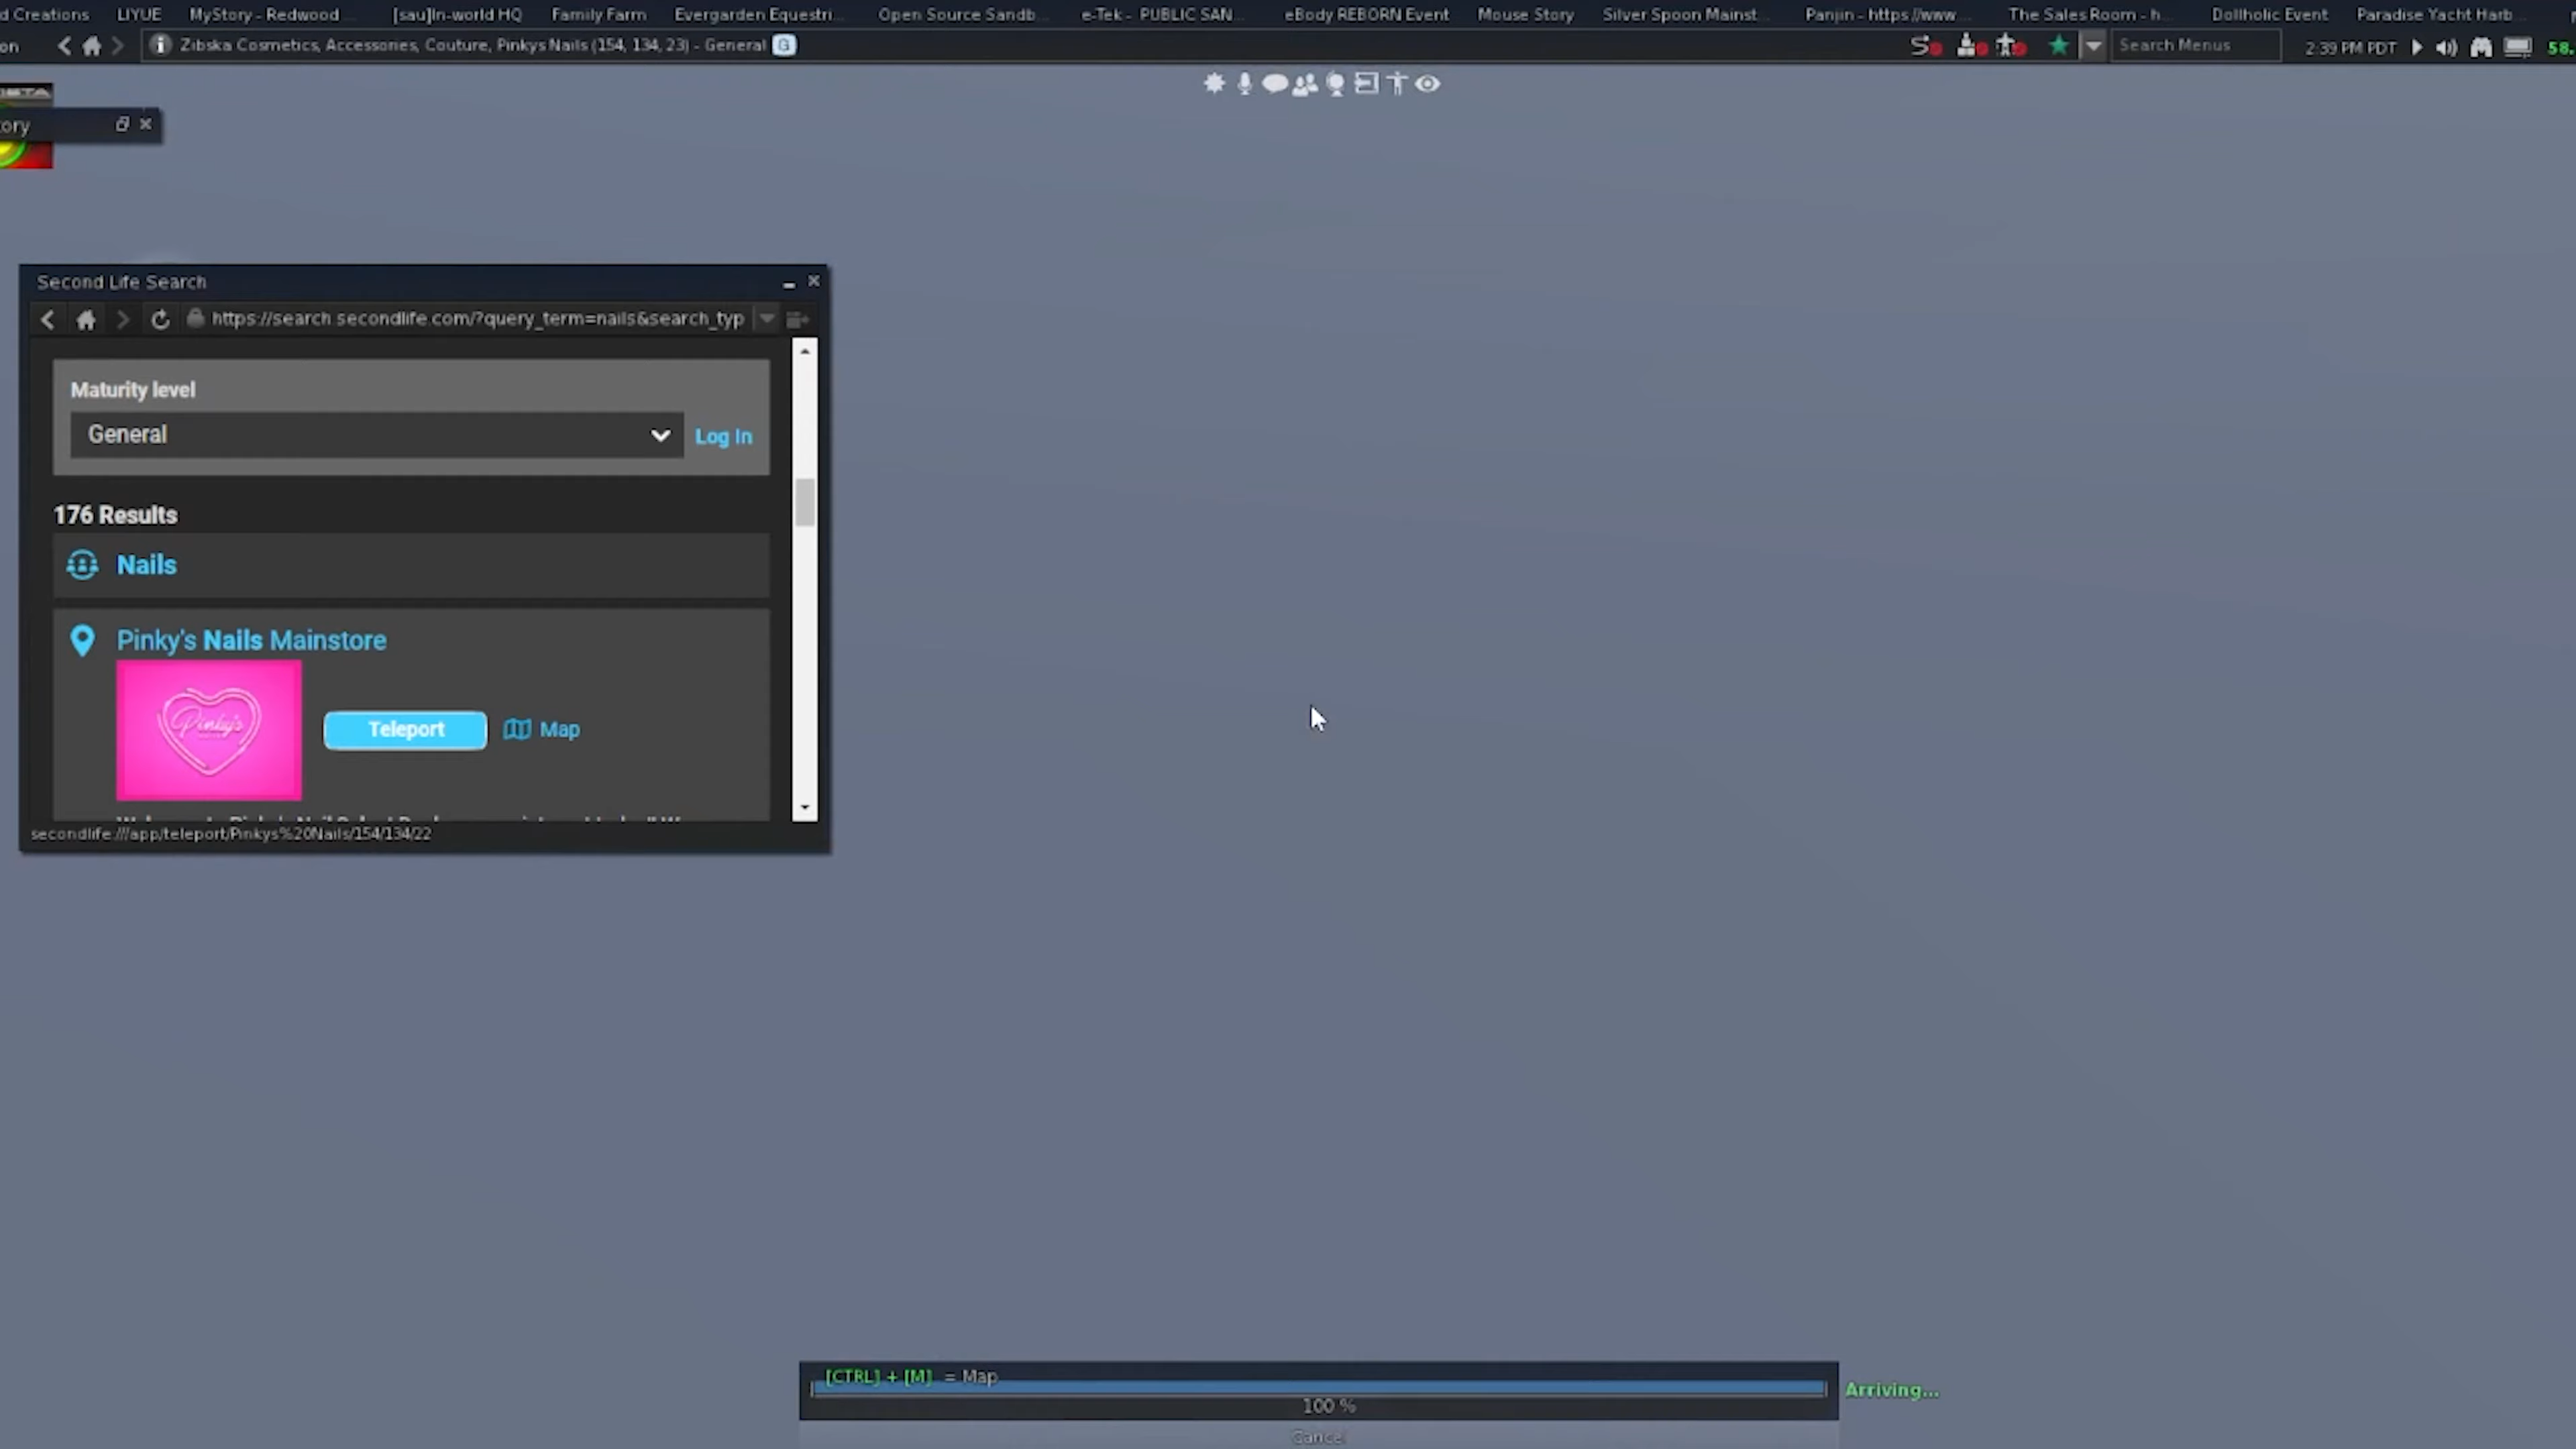 d Creations LIYUE MyStory - Redwood ... [sau]In-world HQ Family Farm Evergarden Equestri... Open Source Sandb... e-Tek - PUBLIC SAN... eBody REBORN Event Mouse Story Silver Spoon Mainst... Panjin - https://www.... The Sales Room - h... Dollholic Event Paradise Yacht Harb...
on Zibska Cosmetics, Accessories, Couture, Pinkys Nails (154, 134, 23) - General G Search Menus 2:39 PM PDT 58.
ory
Second Life Search
https://search.secondlife.com/?query_term=nails&search_typ
Maturity level
General Log In
176 Results
Nails
Pinky's Nails Mainstore
Pinky's
Teleport Map
secondlife:///app/teleport/Pinkys%20Nails/154/134/22
[CTRL] + [M] = Map
Arriving...
100 %
Cancel